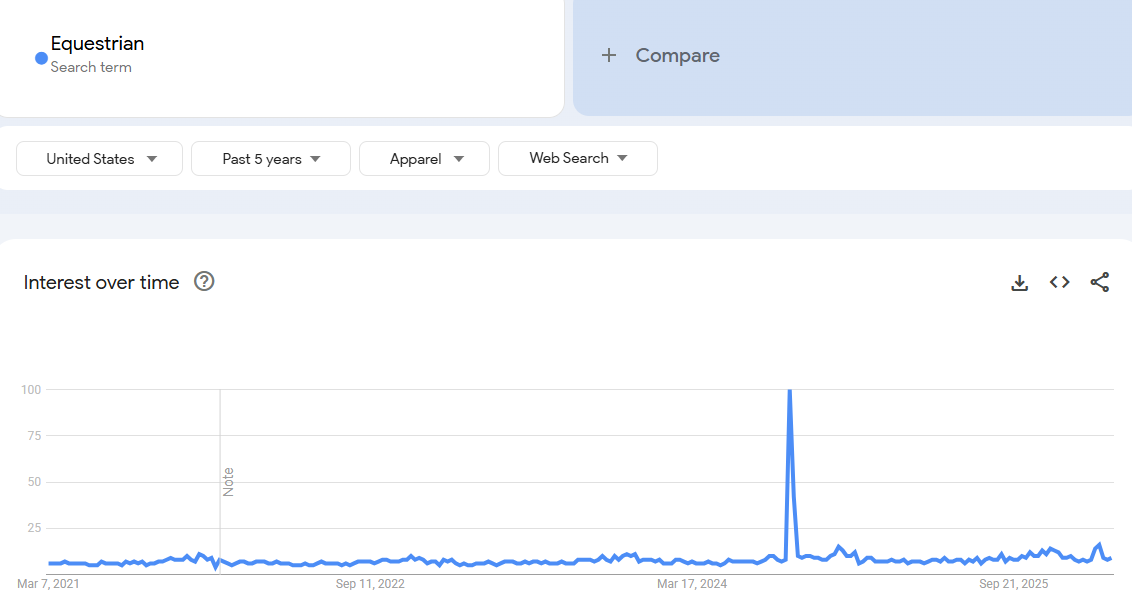 Equestrian
Search term
+ Compare
United States
Past 5 years
Apparel
Web Search
Interest over time ?
100
75
50
25
Note
Mar 7, 2021
Sep 11, 2022
Mar 17, 2024
Sep 21, 2025